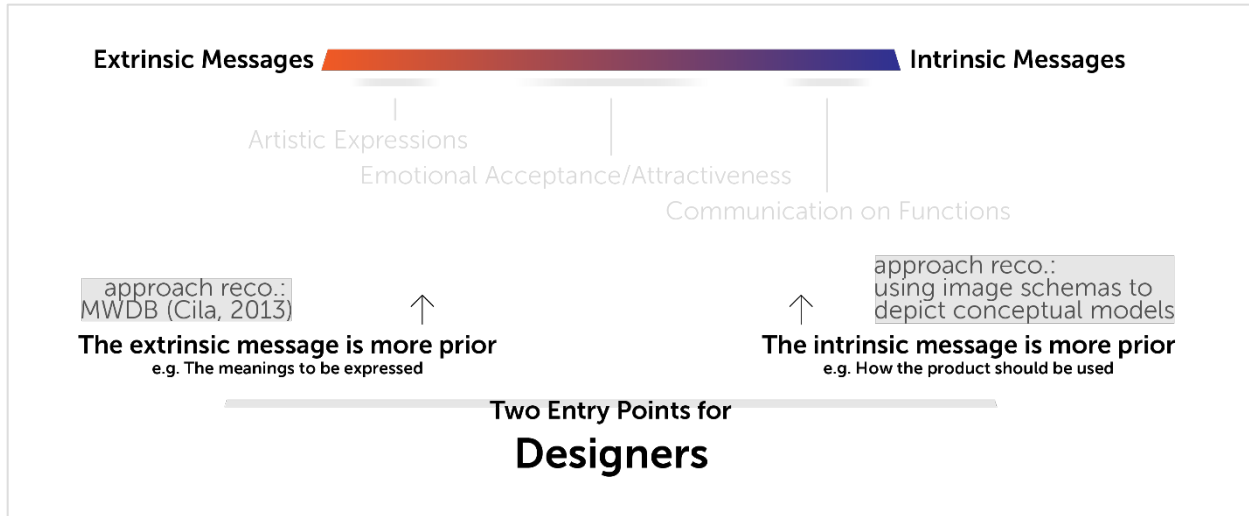 Extrinsic Messages
Intrinsic Messages
Artistic Expressions
Emotional Acceptance/Attractiveness
Communication on Functions
approach reco.:
MWDB (Cila, 2013)
The extrinsic message is more prior
e.g. The meanings to be expressed
approach reco.:
using image schemas to
depict conceptual models
The intrinsic message is more prior
e.g. How the product should be used
Two Entry Points for
Designers